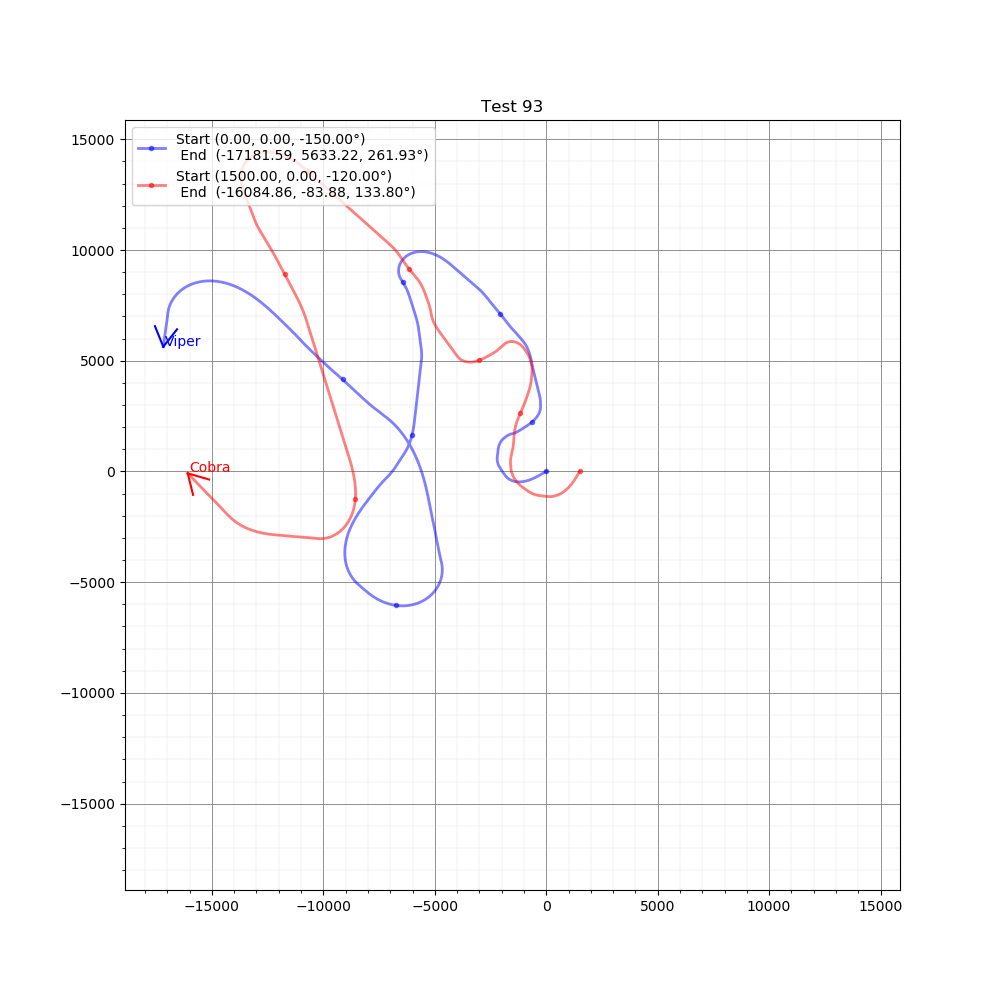 Test 93
Start (0.00, 0.00, -150.00°)
End (-17181.59, 5633.22, 261.93°)
Start (1500.00, 0.00, -120.00°)
End (-16084.86, -83.88, 133.80°)
15000
10000
5000
0
−5000
−10000
−15000
Viper
Cobra
−15000 −10000 −5000 0 5000 10000 15000